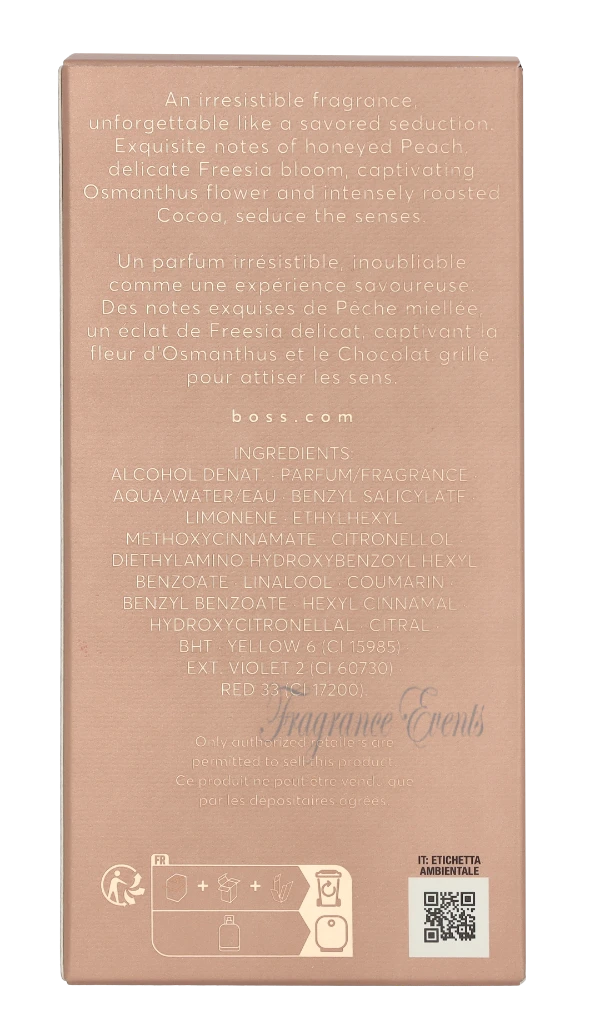 An irresistible fragrance,
unforgettable like a savored seduction.
Exquisite notes of honeyed Peach,
delicate Freesia bloom, captivating
Osmanthus flower and intensely roasted
Cocoa, seduce the senses.
Un parfum irrésistible, inoubliable
comme une expérience savoureuse.
Des notes exquises de Pêche miellée,
un éclat de Freesia délicat, captivant la
fleur d'Osmanthus et le Chocolat grillé,
pour attiser les sens.
boss.com
INGREDIENTS:
ALCOHOL DENAT. · PARFUM/FRAGRANCE
AQUA/WATER/EAU · BENZYL SALICYLATE
LIMONENE · ETHYLHEXYL
METHOXYCINNAMATE · CITRONELLOL
DIETHYLAMINO HYDROXYBENZOYL HEXYL
BENZOATE · LINALOOL · COUMARIN
BENZYL BENZOATE · HEXYL CINNAMAL
HYDROXYCITRONELLAL · CITRAL ·
BHT · YELLOW 6 (CI 15985)
EXT. VIOLET 2 (CI 60730)
RED 33 (CI 17200).
Fragrance Events
Only authorized retailers are
permitted to sell this product.
Ce produit ne peut être vendu que
par les dépositaires agréés.
FR
IT: ETICHETTA
AMBIENTALE